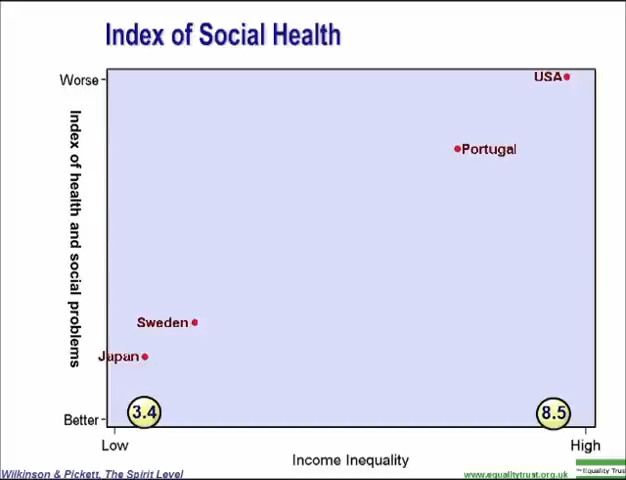 Index of Social Health
Worse
USA
Portugal
Index of health and social problems
Sweden
Japan
3.4
8.5
Better
Low
High
Income Inequality
Wilkinson & Pickett, The Spirit Level
www.equalitytrust.org.uk
The Equality Trust